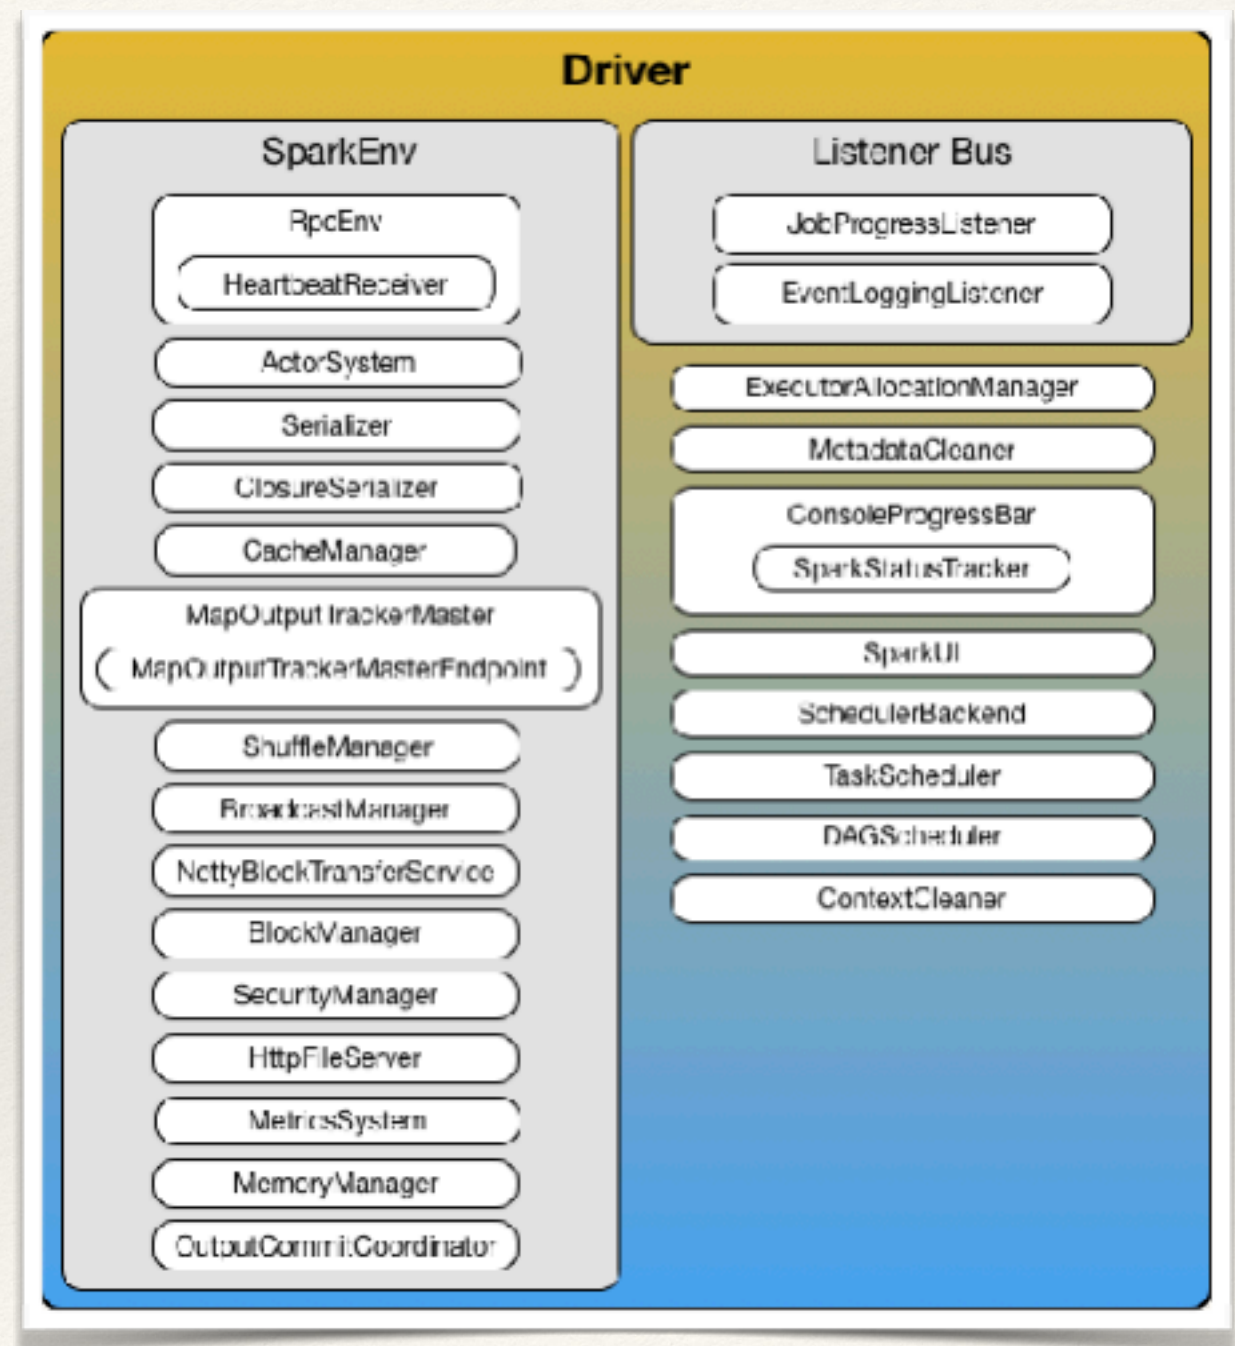 Driver
SparkEnv
RpcEnv
HeartbeatReceiver
ActorSystem
Serializer
ClosureSerializer
CacheManager
MapOutputTrackerMaster
MapOutputTrackerMasterEndpoint
ShuffleManager
BroadcastManager
NettyBlockTransferService
BlockManager
SecurityManager
HttpFileServer
MetricsSystem
MemoryManager
OutputCommitCoordinator
Listener Bus
JobProgressListener
EventLoggingListener
ExecutorAllocationManager
MetadataCleaner
ConsoleProgressBar
SparkStatusTracker
SparkUI
SchedulerBackend
TaskScheduler
DAGScheduler
ContextCleaner